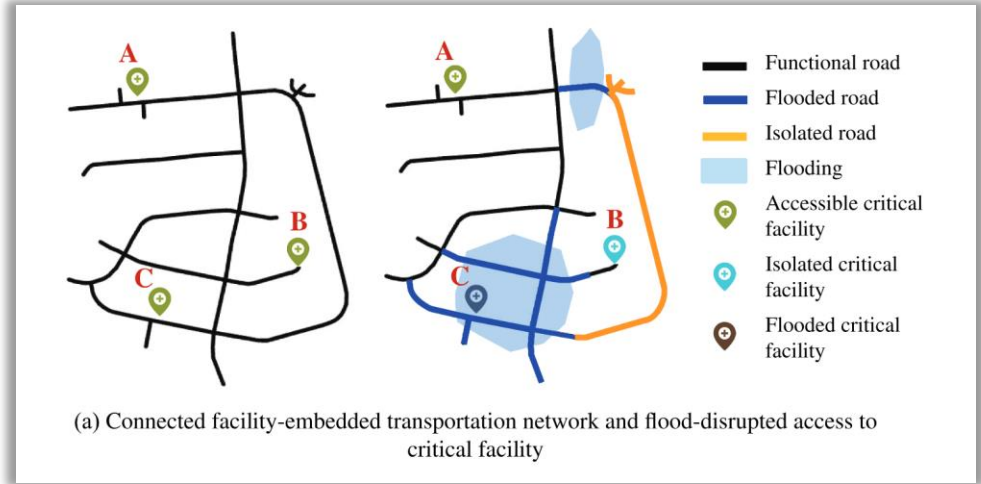 A
B
C
A
B
C
Functional road
Flooded road
Isolated road
Flooding
Accessible critical
facility
Isolated critical
facility
Flooded critical
facility
(a) Connected facility-embedded transportation network and flood-disrupted access to
critical facility